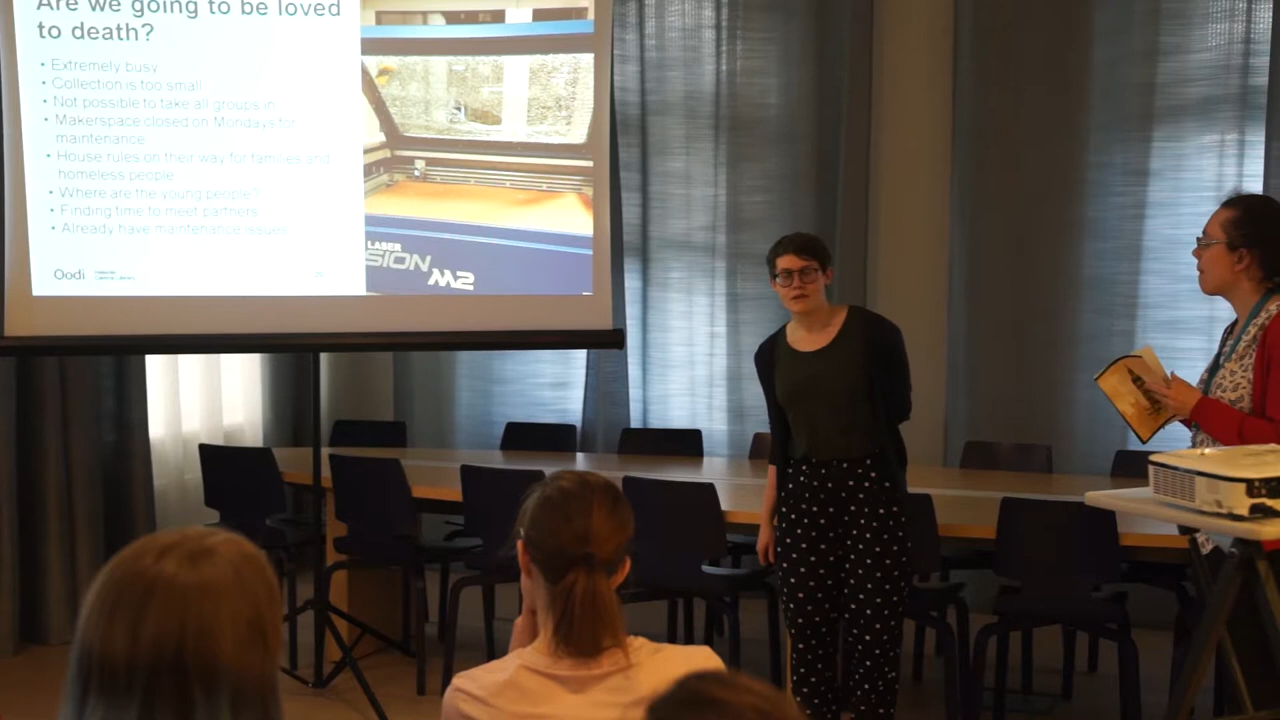 Are we going to be loved
to death?
• Extremely busy
• Collection is too small
• Not possible to take all groups in
• Makerspace closed on Mondays for
maintenance
• House rules on their way for families and
homeless people
• Where are the young people?
• Finding time to meet partners
• Already have maintenance issues
Oodi
LASER
SION
M2